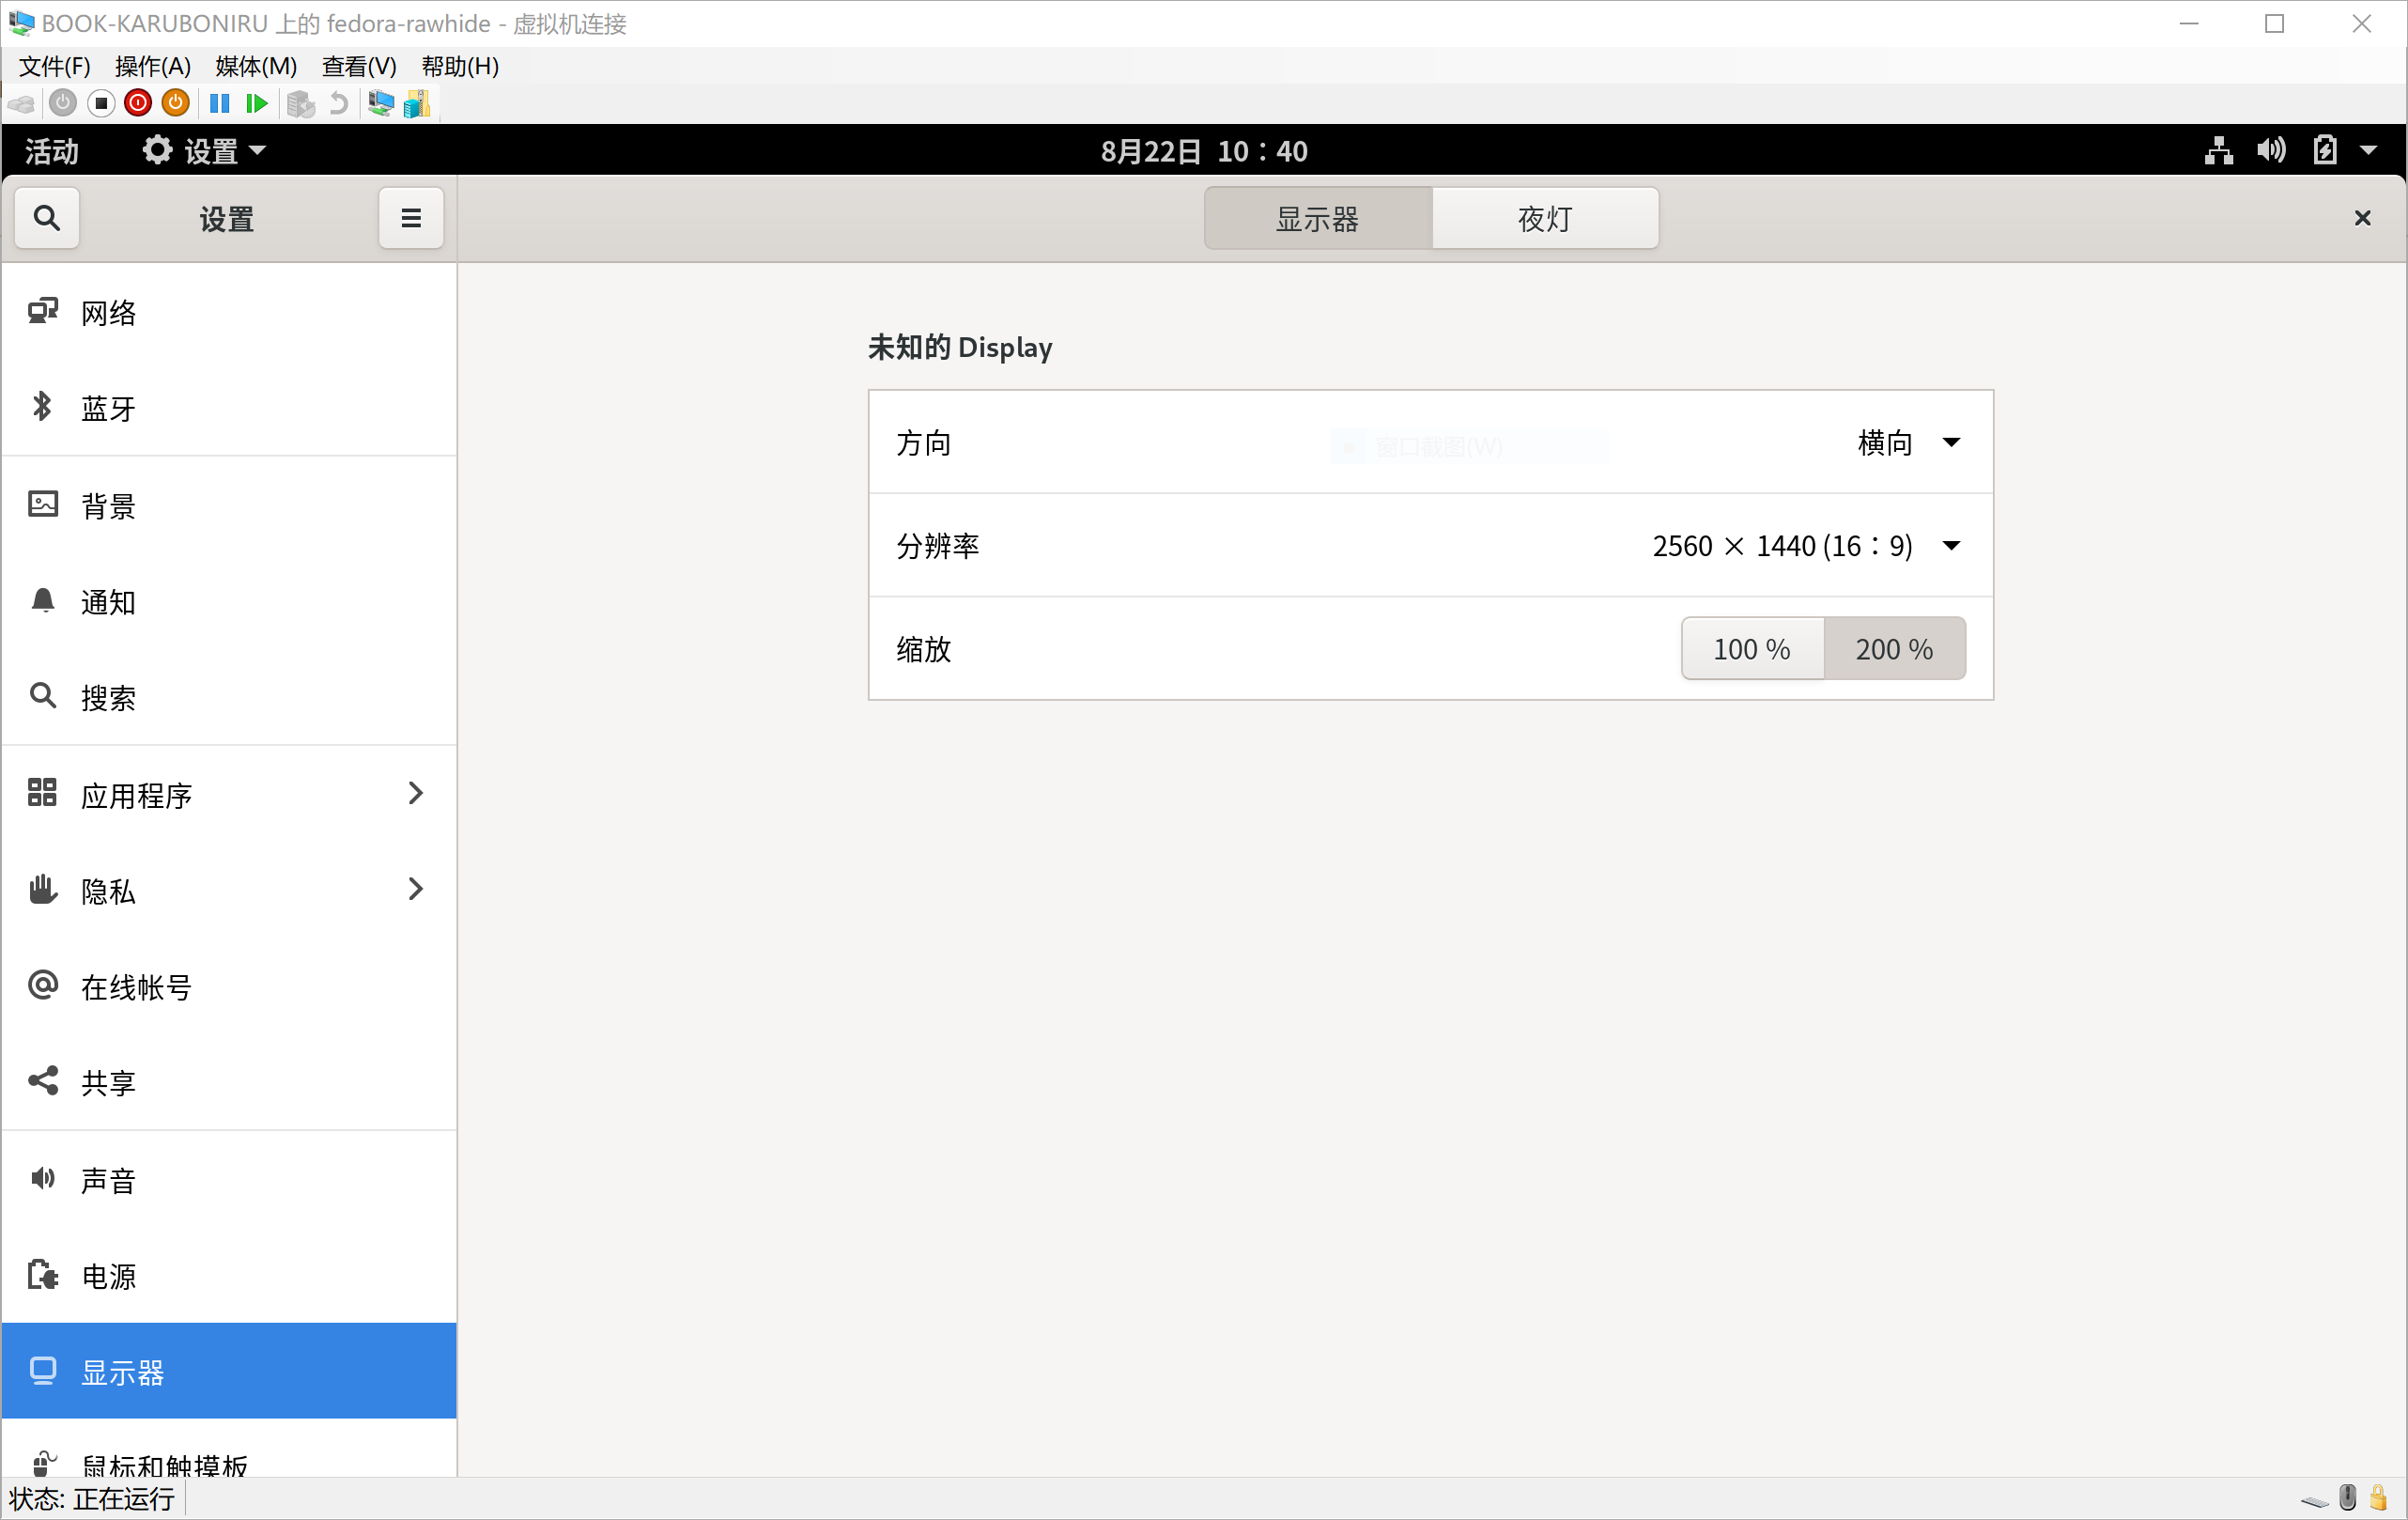 BOOK-KARUBONIRU 上的 fedora-rawhide - 虚拟机连接
文件(F) 操作(A) 媒体(M) 查看(V) 帮助(H)
活动 设置 8月22日 10：40
设置 显示器 夜灯
网络
蓝牙
背景
通知
搜索
应用程序
隐私
在线帐号
共享
声音
电源
显示器
鼠标和触摸板
未知的 Display
方向 横向
窗口截图(W)
分辨率 2560 × 1440 (16：9)
缩放 100 % 200 %
状态: 正在运行